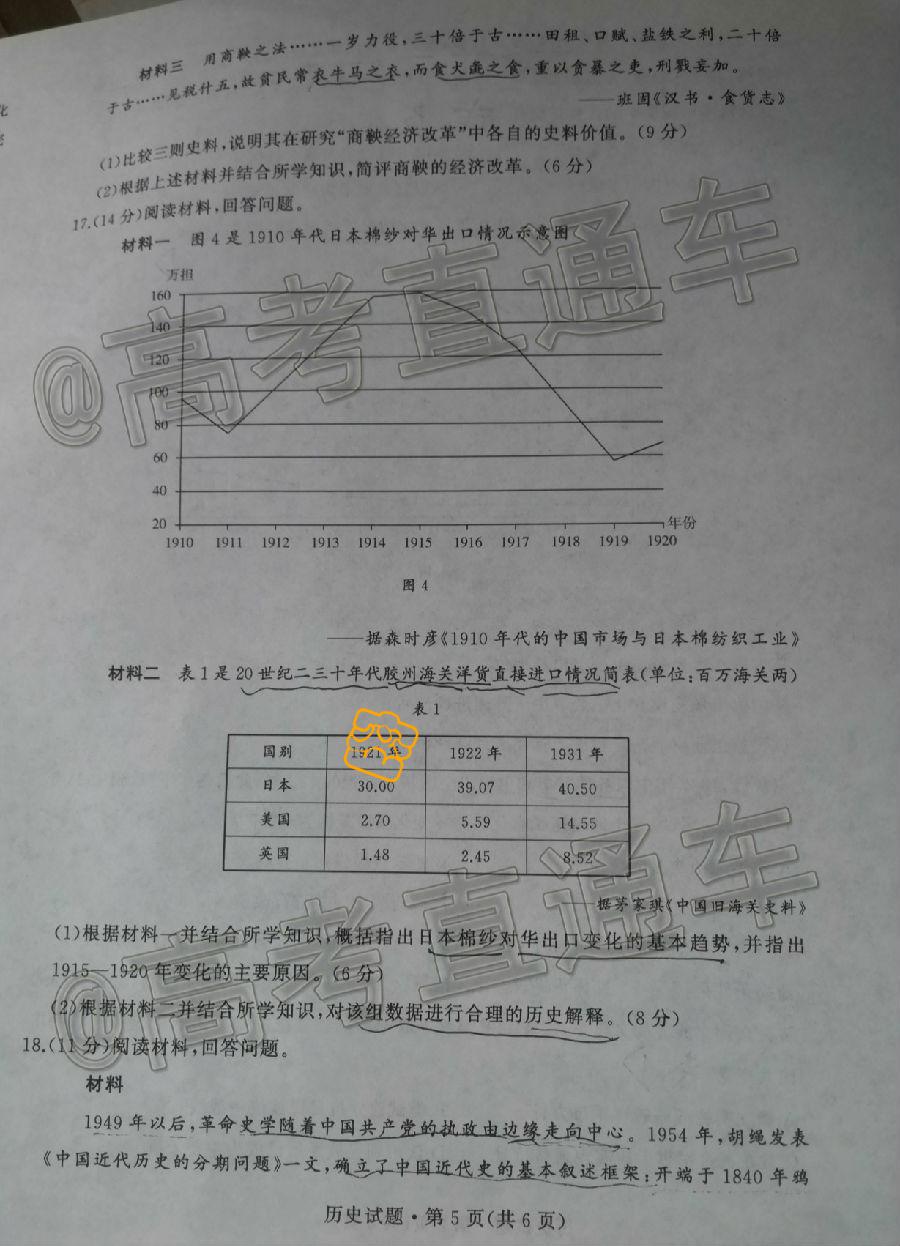 材料三 用商鞅之法……一岁力役,三十倍于古……田租、口赋、盐铁之利,二十倍
于古……见税什五,故贫民常衣牛马之衣,而食犬彘之食,重以贪暴之吏,刑戮妄加。
——班固《汉书·食货志》
(1)比较三则史料,说明其在研究“商鞅经济改革”中各自的史料价值。(9分)
(2)根据上述材料并结合所学知识,简评商鞅的经济改革。(6分)
17.(14分)阅读材料,回答问题。
材料一 图4是1910年代日本棉纱对华出口情况示意图
万担
160
140
120
100
80
60
40
20
年份
1910 1911 1912 1913 1914 1915 1916 1917 1918 1919 1920
图4
——据森时彦《1910年代的中国市场与日本棉纺织工业》
材料二 表1是20世纪二三十年代胶州海关洋货直接进口情况简表(单位:百万海关两)
表1
国别 1921年 1922年 1931年
日本 30.00 39.07 40.50
美国 2.70 5.59 14.55
英国 1.48 2.45 8.52
——据茅家琪《中国旧海关史料》
(1)根据材料一并结合所学知识,概括指出日本棉纱对华出口变化的基本趋势,并指出
1915—1920年变化的主要原因。(6分)
(2)根据材料二并结合所学知识,对该组数据进行合理的历史解释。(8分)
18.(11分)阅读材料,回答问题。
材料
1949年以后,革命史学随着中国共产党的执政由边缘走向中心。1954年,胡绳发表
《中国近代历史的分期问题》一文,确立了中国近代史的基本叙述框架:开端于1840年鸦
历史试题·第5页(共6页)
@高考直通车
@高考直通车